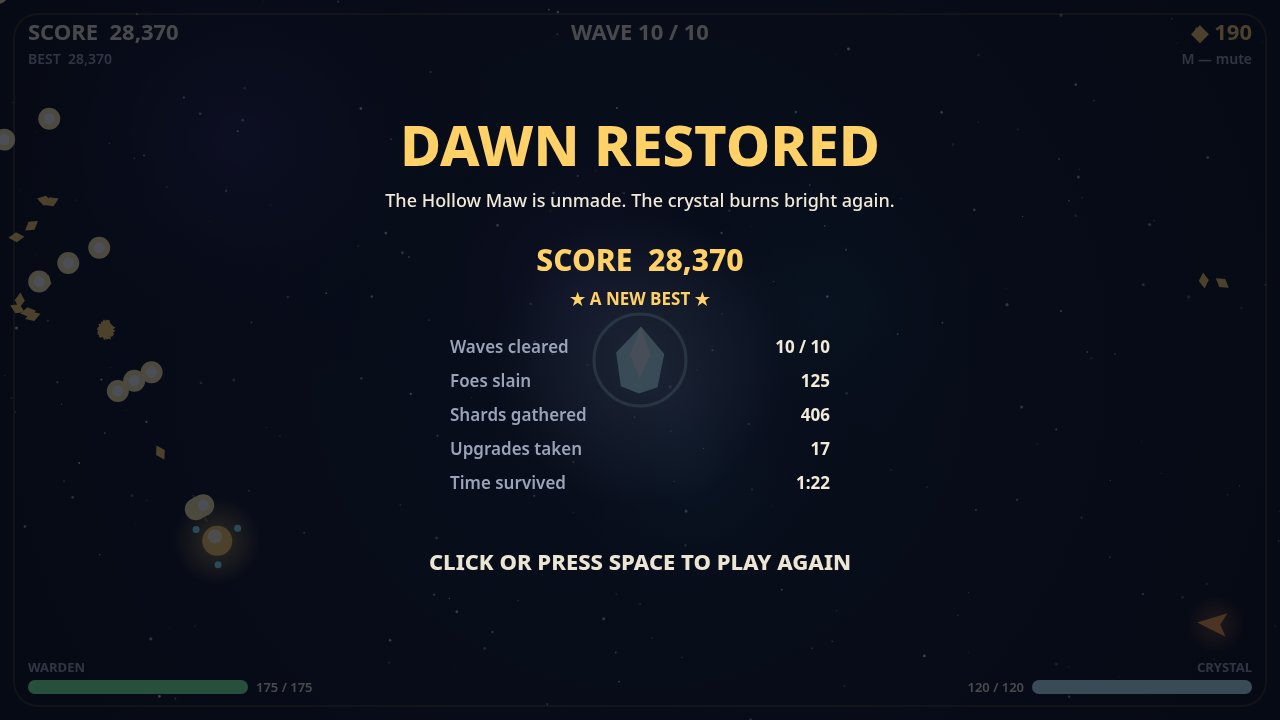 SCORE 28,370
WAVE 10 / 10
◆ 190
BEST 28,370
M — mute
DAWN RESTORED
The Hollow Maw is unmade. The crystal burns bright again.
SCORE 28,370
★ A NEW BEST ★
Waves cleared 10 / 10
Foes slain 125
Shards gathered 406
Upgrades taken 17
Time survived 1:22
CLICK OR PRESS SPACE TO PLAY AGAIN
WARDEN
175 / 175
CRYSTAL
120 / 120